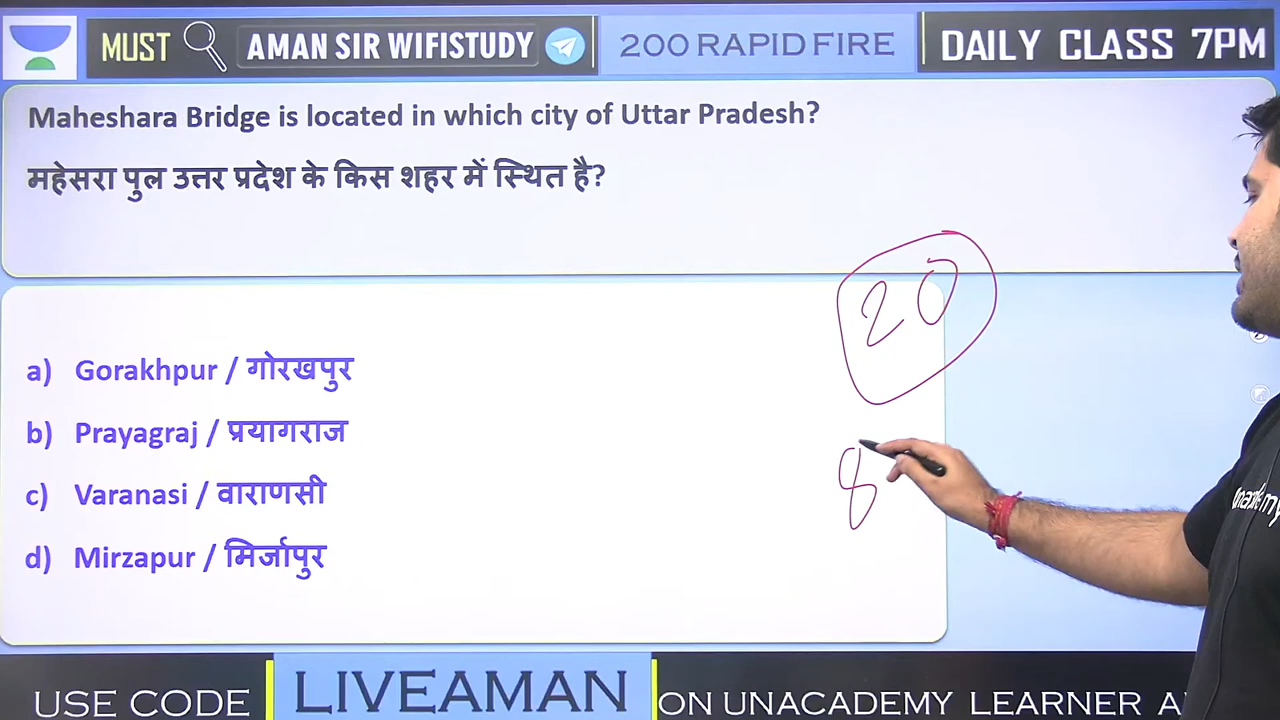 MUST AMAN SIR WIFISTUDY 200 RAPID FIRE DAILY CLASS 7PM
Maheshara Bridge is located in which city of Uttar Pradesh?
महेसरा पुल उत्तर प्रदेश के किस शहर में स्थित है?
20
a) Gorakhpur / गोरखपुर
b) Prayagraj / प्रयागराज
8
c) Varanasi / वाराणसी
d) Mirzapur / मिर्जापुर
USE CODE LIVEAMAN ON UNACADEMY LEARNER A